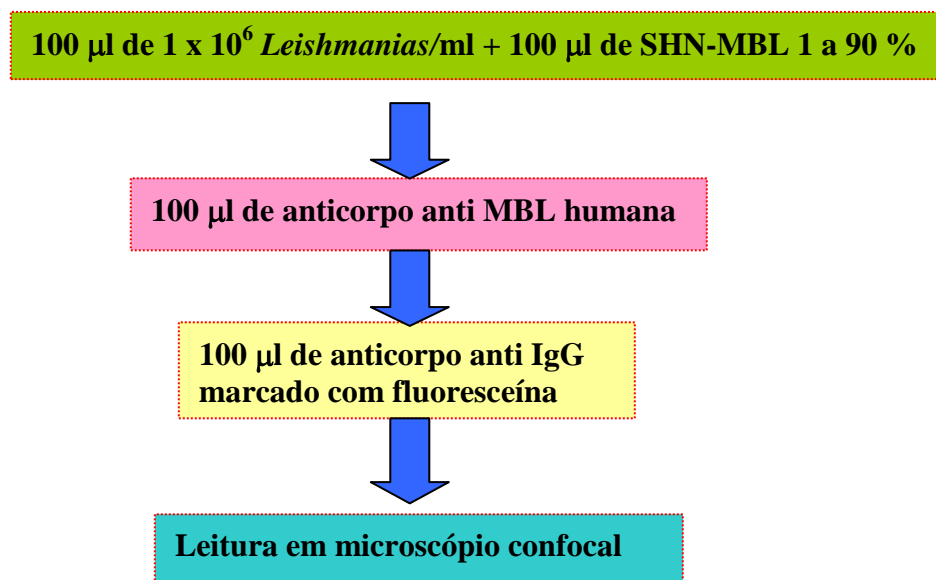 100 µl de 1 x 10⁶ Leishmanias/ml + 100 µl de SHN-MBL 1 a 90 %
100 µl de anticorpo anti MBL humana
100 µl de anticorpo anti IgG
marcado com fluoresceína
Leitura em microscópio confocal